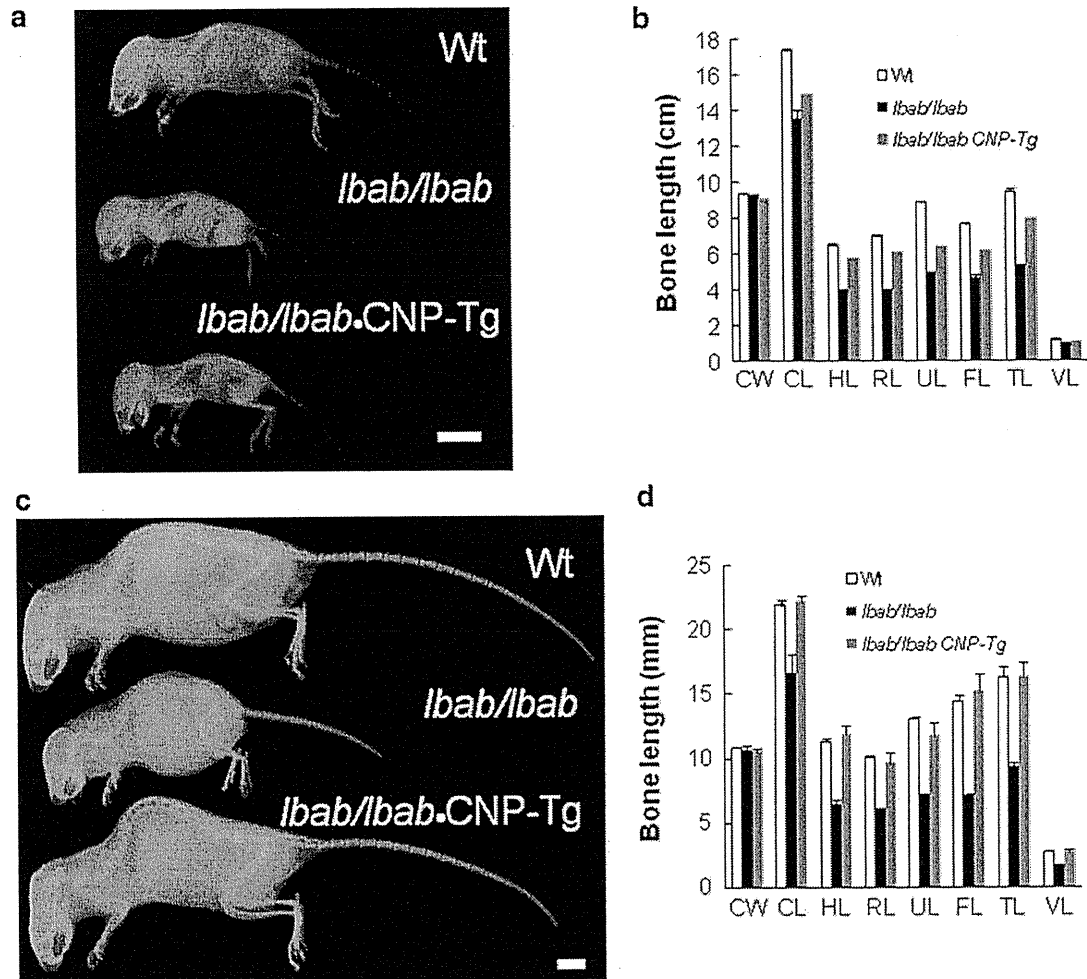 a
Wt
lbab/lbab
lbab/lbab•CNP-Tg
b
Bone length (cm)
18
16
14
12
10
8
6
4
2
0
Wt
lbab/lbab
lbab/lbab CNP-Tg
CW CL HL RL UL FL TL VL
c
Wt
lbab/lbab
lbab/lbab•CNP-Tg
d
Bone length (mm)
25
20
15
10
5
0
Wt
lbab/lbab
lbab/lbab CNP-Tg
CW CL HL RL UL FL TL VL